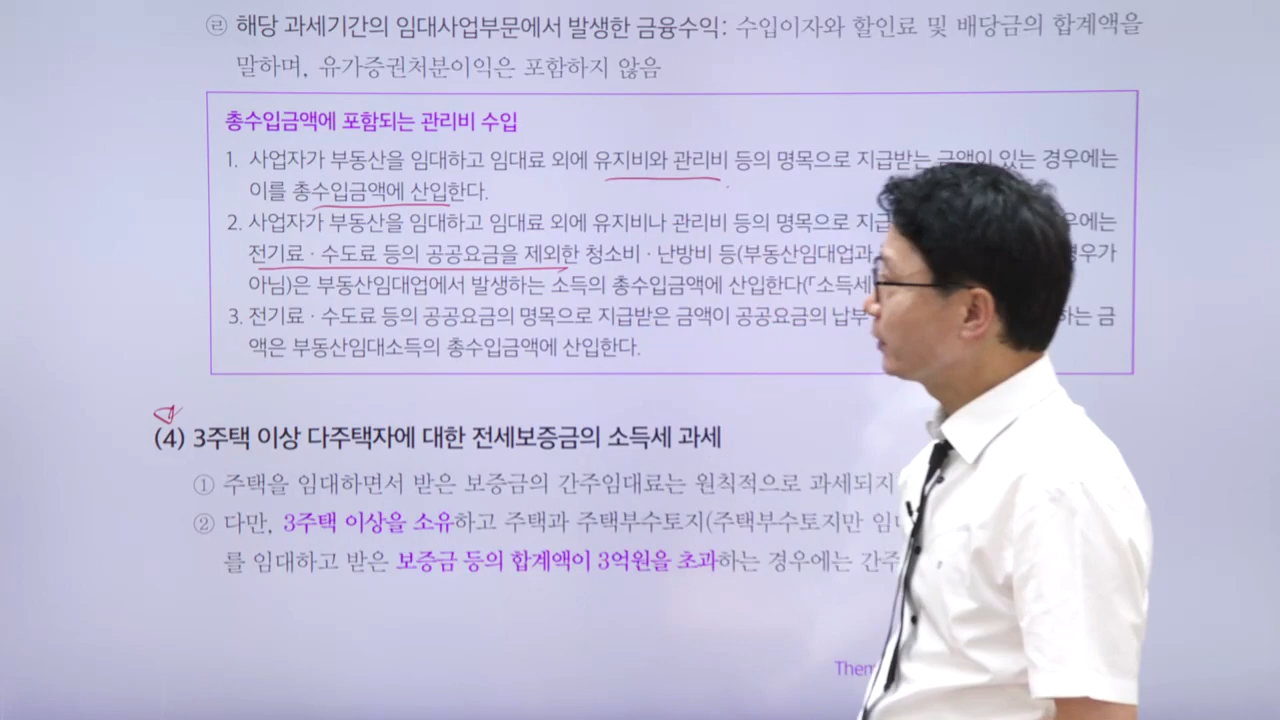 ㉣ 해당 과세기간의 임대사업부문에서 발생한 금융수익: 수입이자와 할인료 및 배당금의 합계액을
말하며, 유가증권처분이익은 포함하지 않음
총수입금액에 포함되는 관리비 수입
1. 사업자가 부동산을 임대하고 임대료 외에 유지비와 관리비 등의 명목으로 지급받는 금액이 있는 경우에는
이를 총수입금액에 산입한다.
2. 사업자가 부동산을 임대하고 임대료 외에 유지비나 관리비 등의 명목으로
전기료·수도료 등의 공공요금을 제외한 청소비·난방비 등(부동산임대업과
아님)은 부동산임대업에서 발생하는 소득의 총수입금액에 산입한다(「소득세
3. 전기료·수도료 등의 공공요금의 명목으로 지급받은 금액이 공공요금의 납부 하는 금
액은 부동산임대소득의 총수입금액에 산입한다.
(4) 3주택 이상 다주택자에 대한 전세보증금의 소득세 과세
① 주택을 임대하면서 받은 보증금의 간주임대료는 원칙적으로 과세되지
② 다만, 3주택 이상을 소유하고 주택과 주택부수토지(주택부수토지만
를 임대하고 받은 보증금 등의 합계액이 3억원을 초과하는 경우에는 간주